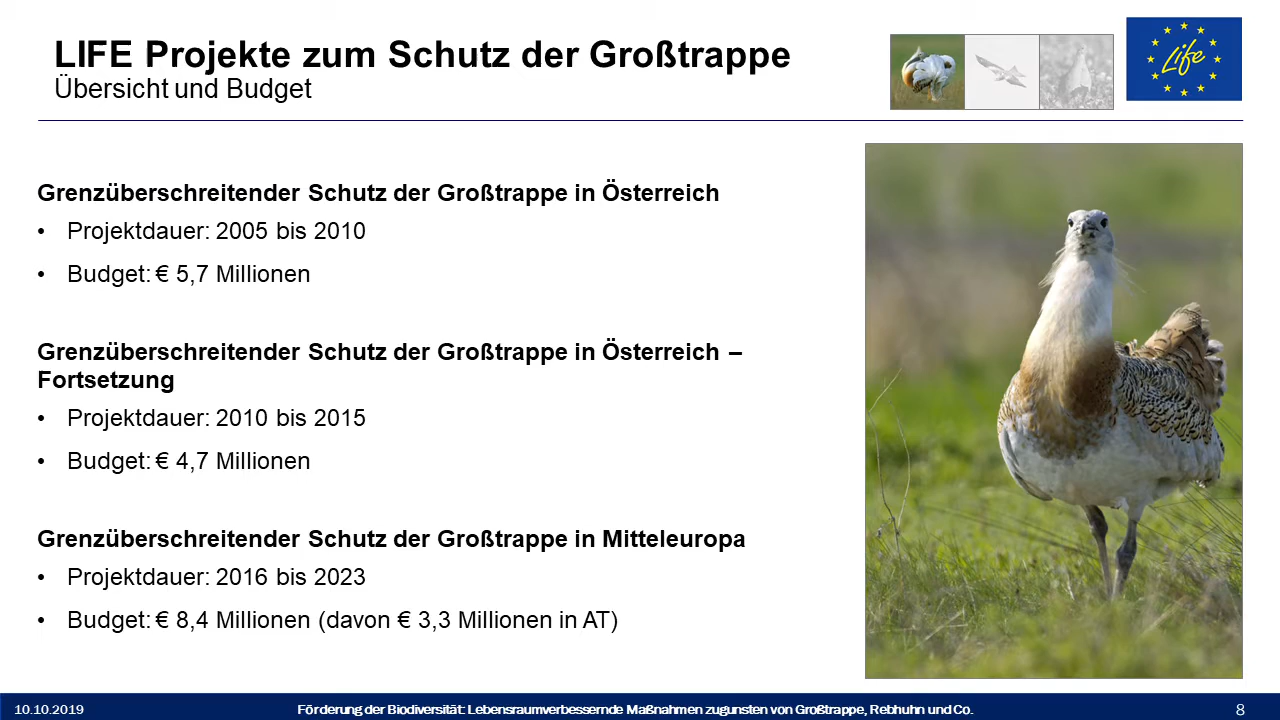 LIFE Projekte zum Schutz der Großtrappe
Übersicht und Budget
Life
Grenzüberschreitender Schutz der Großtrappe in Österreich
• Projektdauer: 2005 bis 2010
• Budget: € 5,7 Millionen
Grenzüberschreitender Schutz der Großtrappe in Österreich –
Fortsetzung
• Projektdauer: 2010 bis 2015
• Budget: € 4,7 Millionen
Grenzüberschreitender Schutz der Großtrappe in Mitteleuropa
• Projektdauer: 2016 bis 2023
• Budget: € 8,4 Millionen (davon € 3,3 Millionen in AT)
10.10.2019 Förderung der Biodiversität: Lebensraumverbessernde Maßnahmen zugunsten von Großtrappe, Rebhuhn und Co. 8